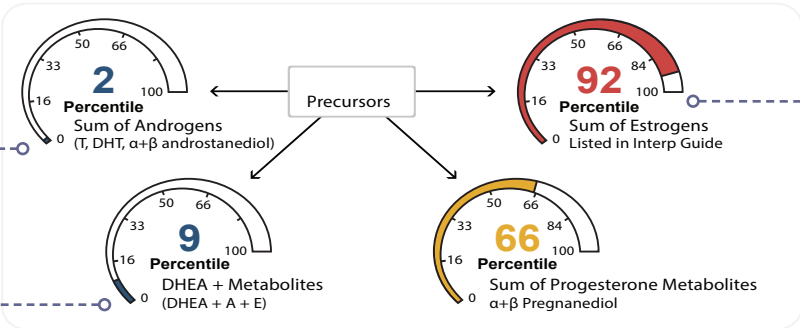 50 66
33
16
0
100
2
Percentile
Sum of Androgens
(T, DHT, α+β androstanediol)
Precursors
50 66
33 84
16
0
100
92
Percentile
Sum of Estrogens
Listed in Interp Guide
50 66
33
16
0
100
9
Percentile
DHEA + Metabolites
(DHEA + A + E)
50 66
33 84
16
0
100
66
Percentile
Sum of Progesterone Metabolites
α+β Pregnanediol